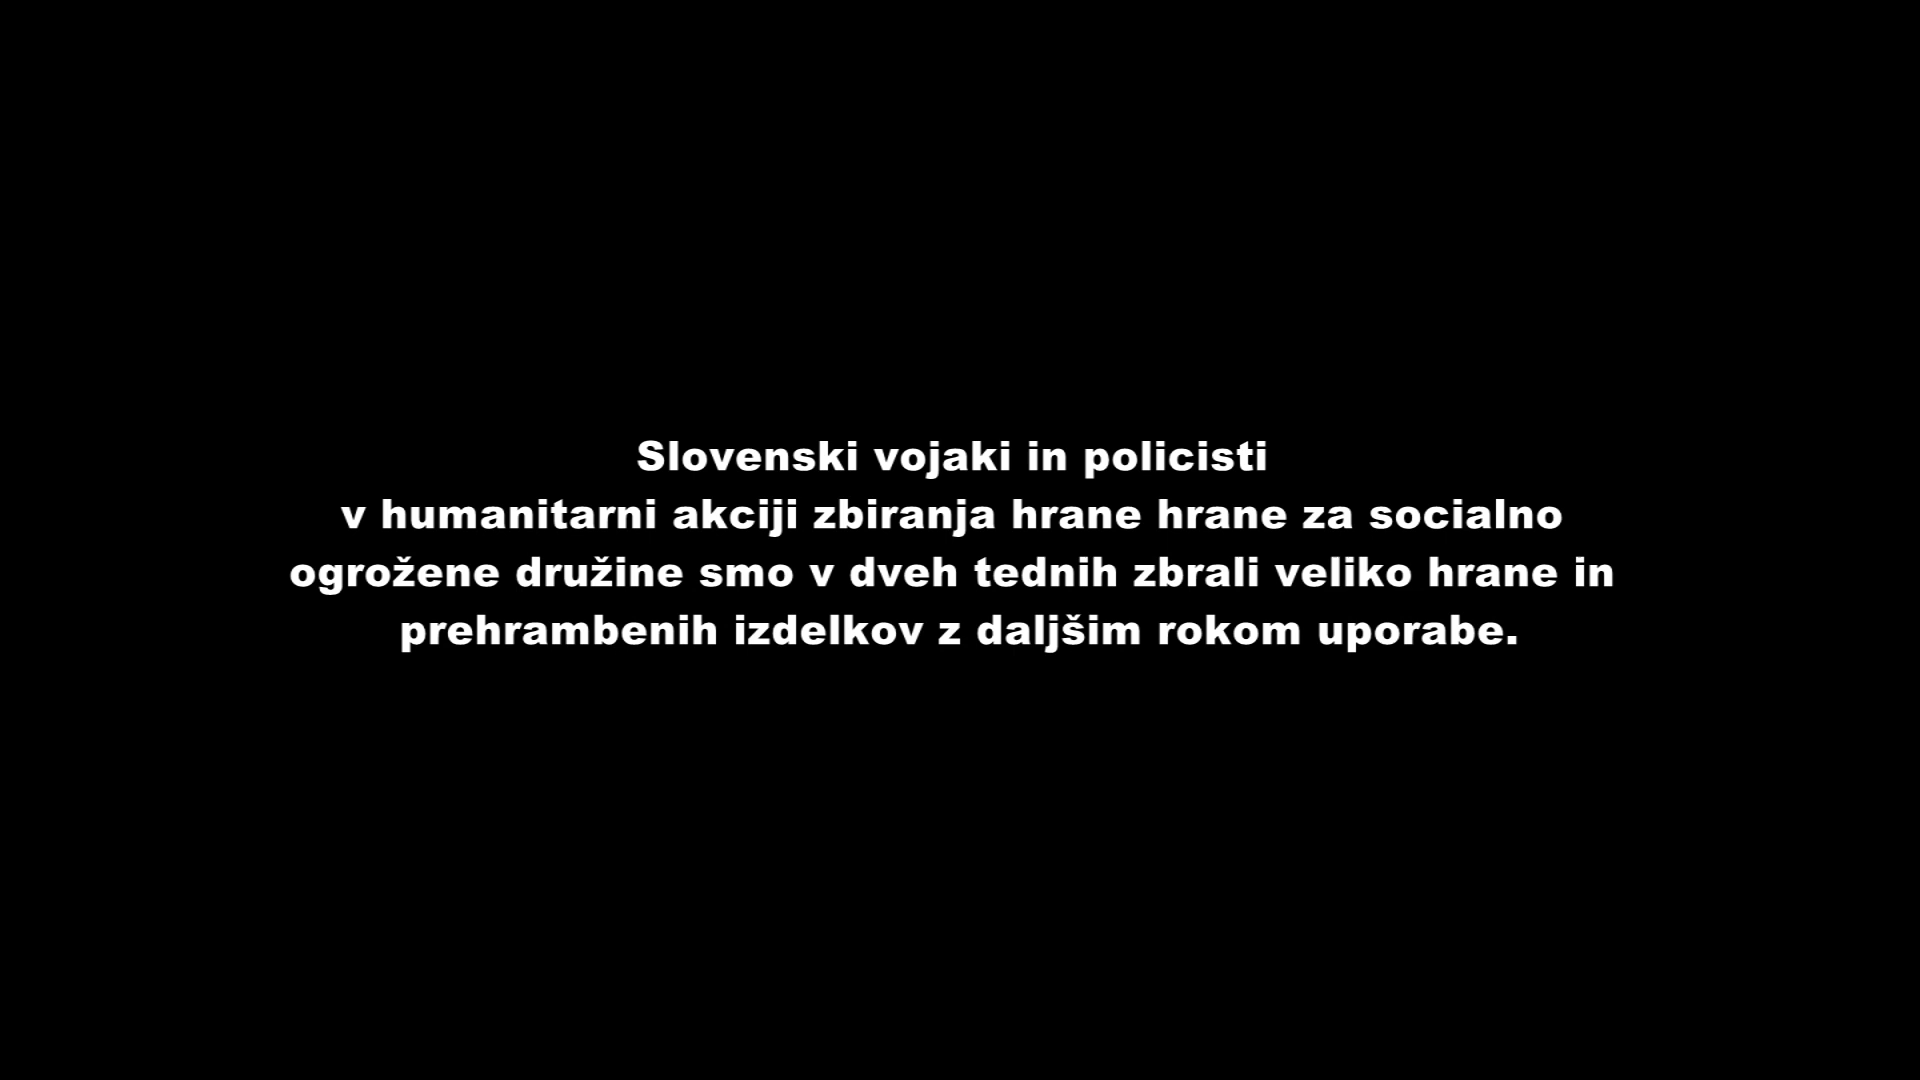 Slovenski vojaki in policisti
v humanitarni akciji zbiranja hrane hrane za socialno
ogrožene družine smo v dveh tednih zbrali veliko hrane in
prehrambenih izdelkov z daljšim rokom uporabe.